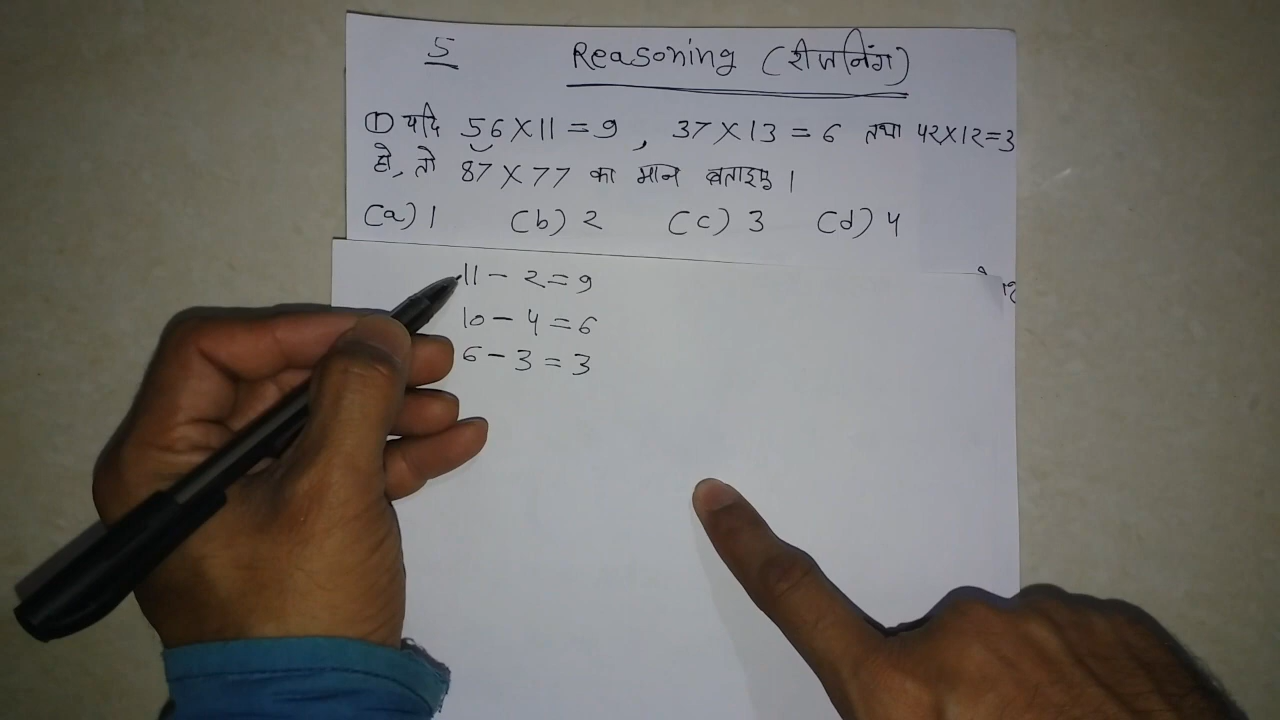 5 Reasoning (रीजनिंग)
① यदि 56×11=9, 37×13=6 तथा 42×12=3
हो, तो 87×77 का मान बताइए।
(a) 1 (b) 2 (c) 3 (d) 4
11-2=9
10-4=6
6-3=3